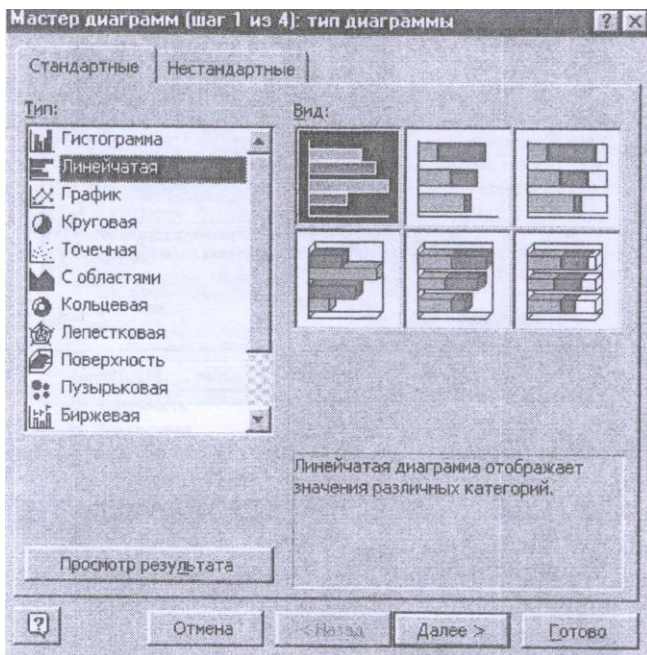 Мастер диаграмм (шаг 1 из 4): тип диаграммы
Стандартные
Нестандартные
Тип:
Гистограмма
Линейчатая
График
Круговая
Точечная
С областями
Кольцевая
Лепестковая
Поверхность
Пузырьковая
Биржевая
Вид:
Линейчатая диаграмма отображает
значения различных категорий.
Просмотр результата
Отмена
< Назад
Далее >
Готово